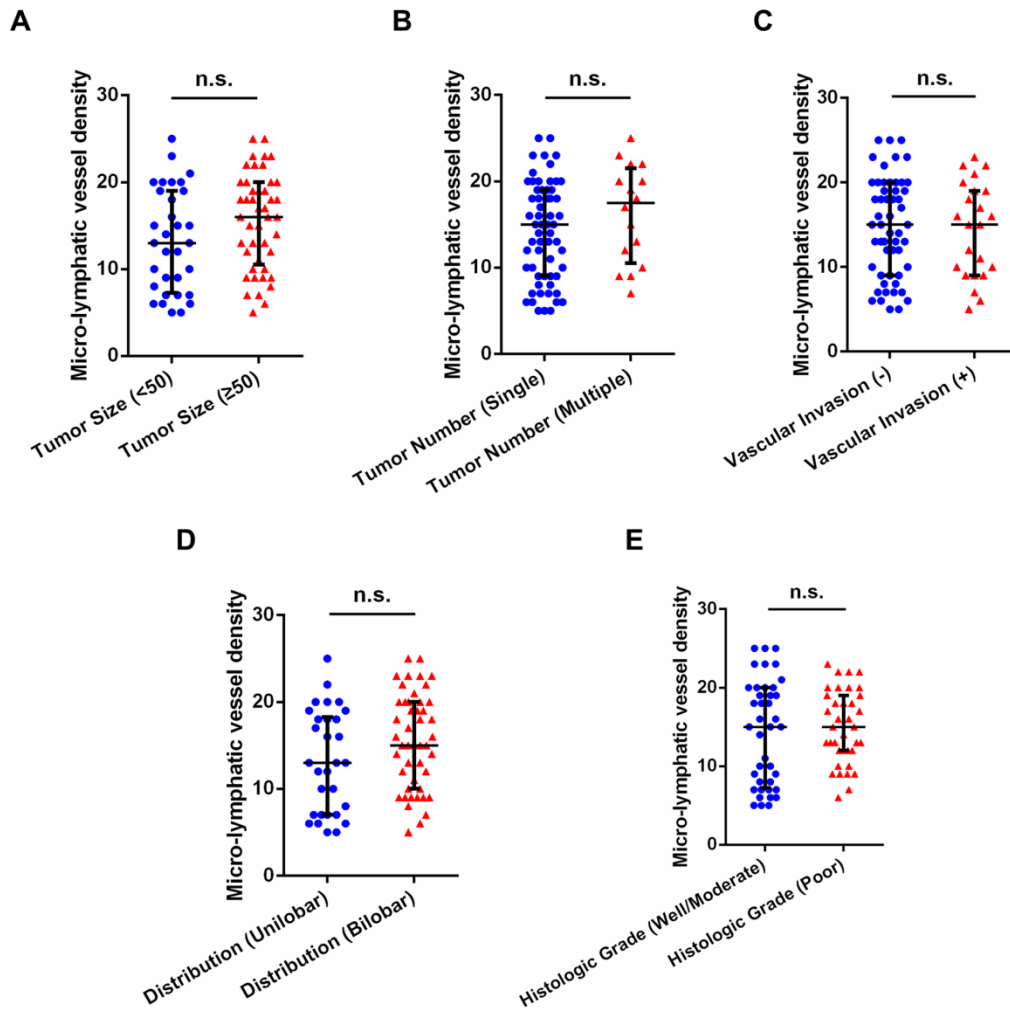 A
B
C
n.s.
n.s.
n.s.
Micro-lymphatic vessel density
30
20
10
0
Tumor Size (<50)
Tumor Size (≥50)
Micro-lymphatic vessel density
30
20
10
0
Tumor Number (Single)
Tumor Number (Multiple)
Micro-lymphatic vessel density
30
20
10
0
Vascular Invasion (-)
Vascular Invasion (+)
D
E
n.s.
n.s.
Micro-lymphatic vessel density
30
20
10
0
Distribution (Unilobar)
Distribution (Bilobar)
Micro-lymphatic vessel density
30
20
10
0
Histologic Grade (Well/Moderate)
Histologic Grade (Poor)